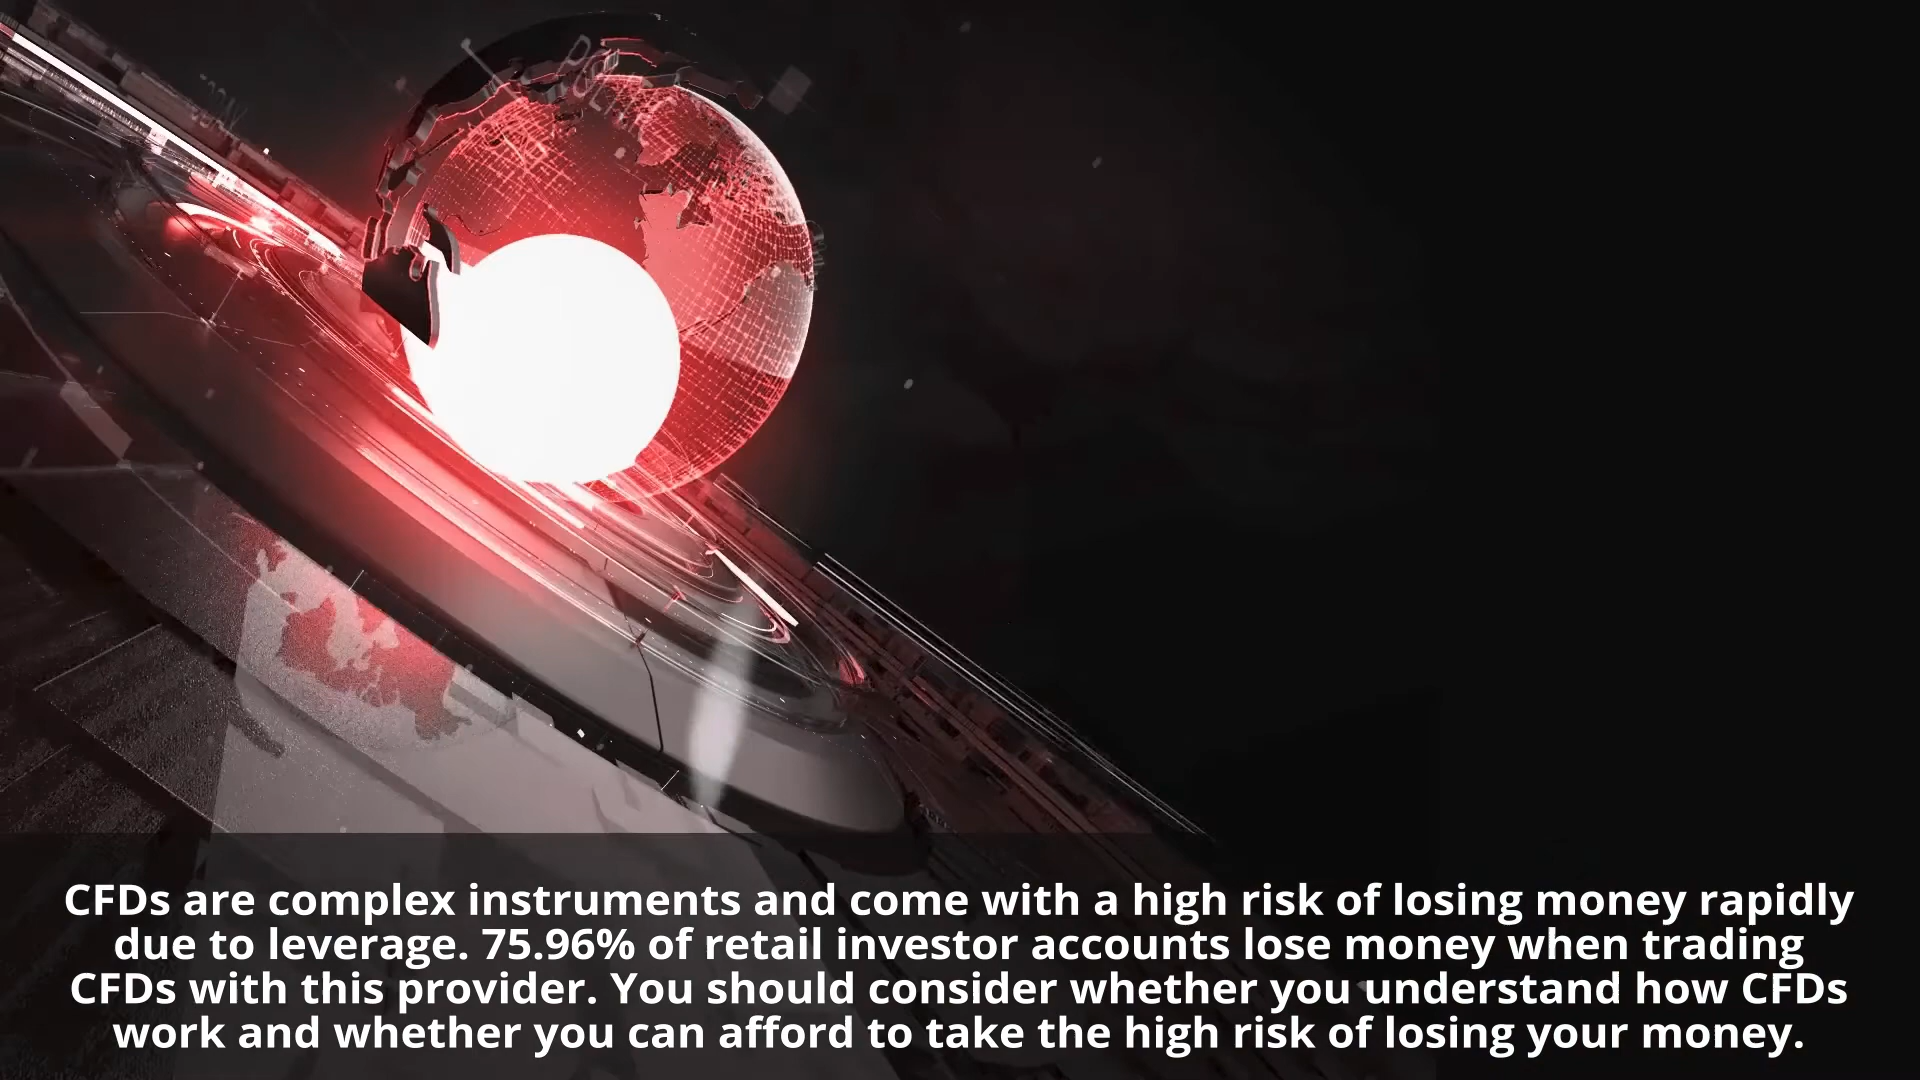 CFDs are complex instruments and come with a high risk of losing money rapidly
due to leverage. 75.96% of retail investor accounts lose money when trading
CFDs with this provider. You should consider whether you understand how CFDs
work and whether you can afford to take the high risk of losing your money.